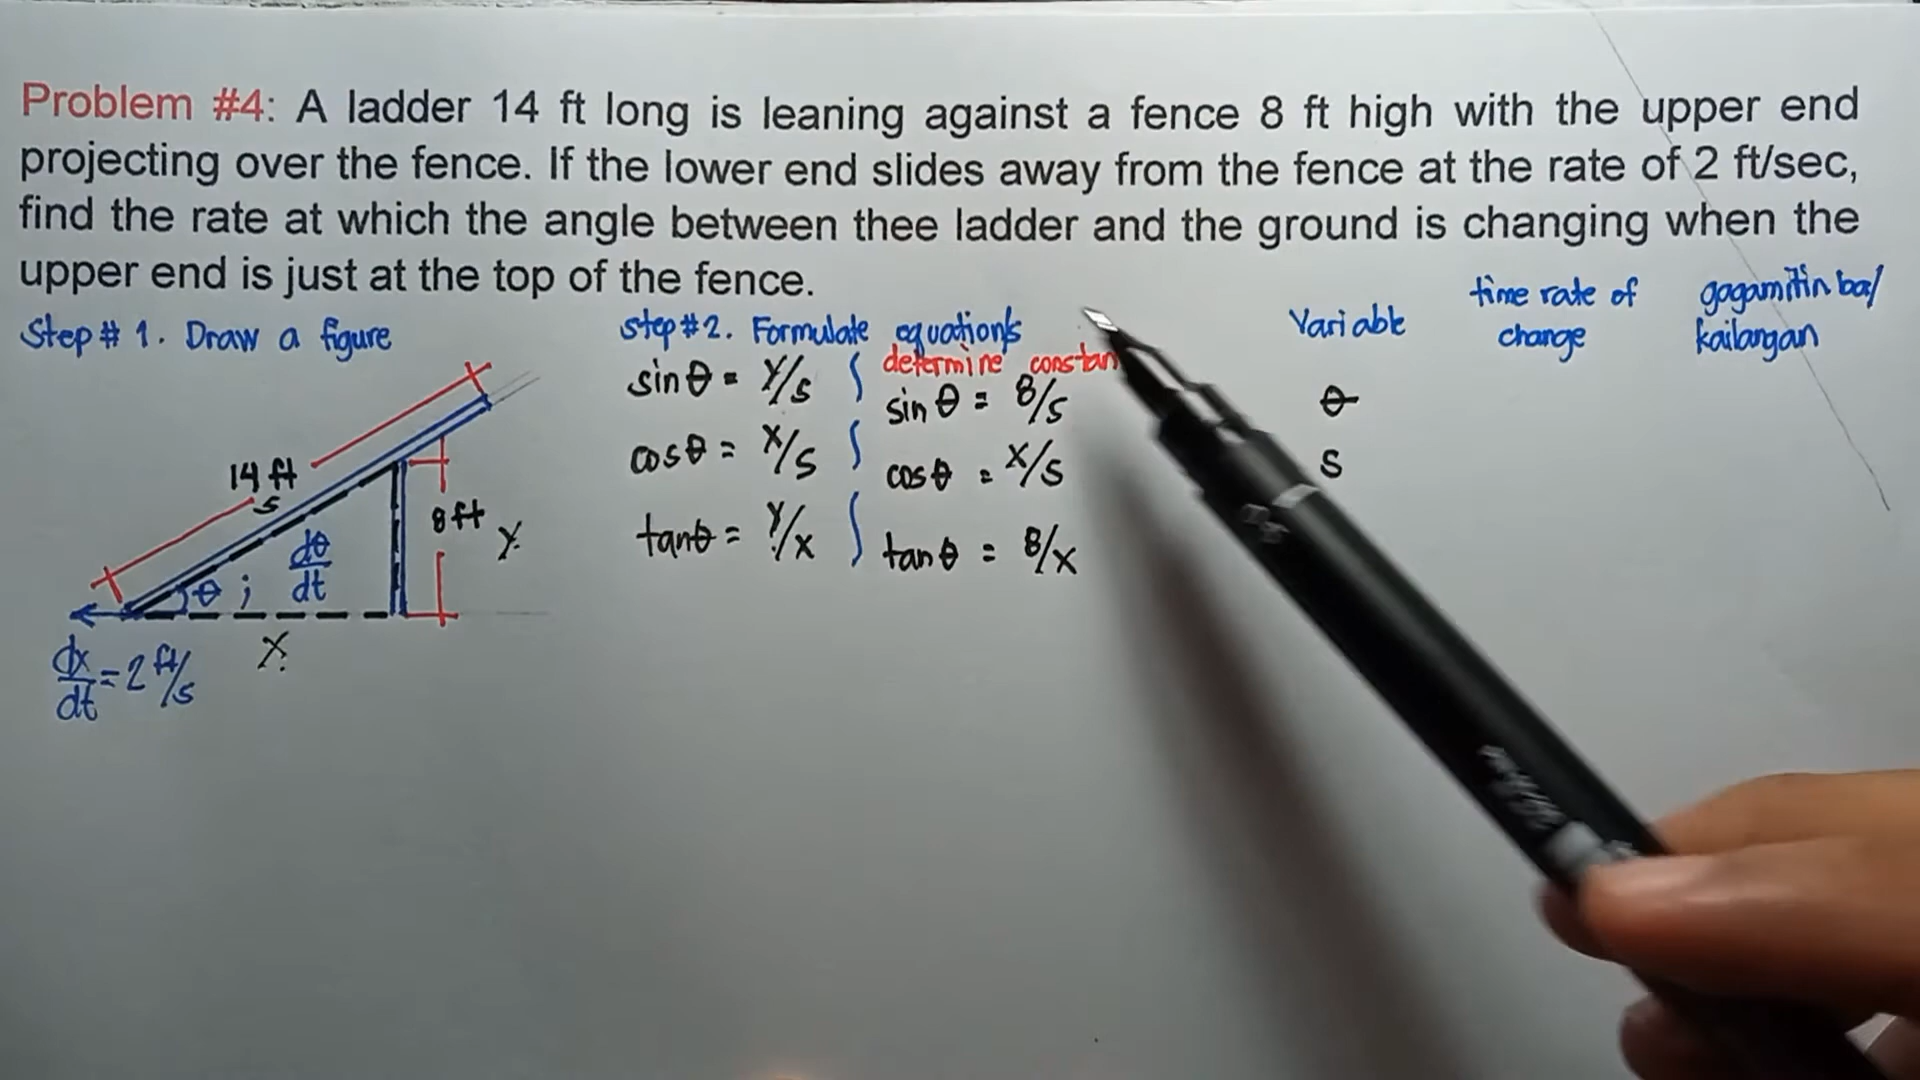 Problem #4: A ladder 14 ft long is leaning against a fence 8 ft high with the upper end
projecting over the fence. If the lower end slides away from the fence at the rate of 2 ft/sec,
find the rate at which the angle between thee ladder and the ground is changing when the
upper end is just at the top of the fence.
Step # 1. Draw a figure
14 ft
s
8 ft
y
θ ; dθ/dt
x
dx/dt = 2 ft/s
Step #2. Formulate equations
determine constan
sinθ = y/s
sin θ = 8/s
cosθ = x/s
cos θ = x/s
tanθ = y/x
tan θ = 8/x
Variable
time rate of
change
gagamitin ba/
kailangan
θ
s